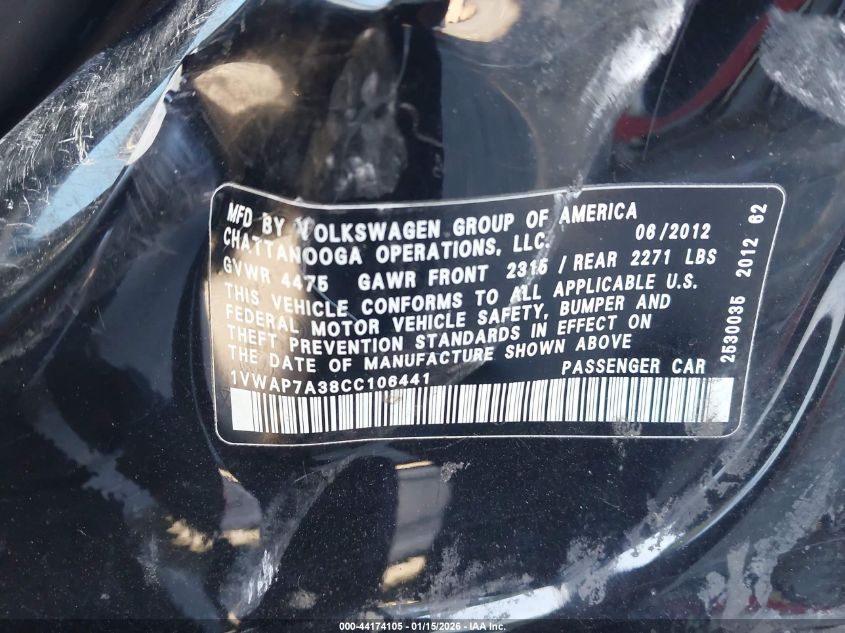 MFD BY VOLKSWAGEN GROUP OF AMERICA
CHATTANOOGA OPERATIONS, LLC. 06/2012
GVWR 4475 GAWR FRONT 2315 / REAR 2271 LBS
THIS VEHICLE CONFORMS TO ALL APPLICABLE U.S.
FEDERAL MOTOR VEHICLE SAFETY, BUMPER AND
THEFT PREVENTION STANDARDS IN EFFECT ON
THE DATE OF MANUFACTURE SHOWN ABOVE
1VWAP7A38CC106441 PASSENGER CAR
2530035 2012 62
000-44174105 - 01/15/2026 - IAA Inc.